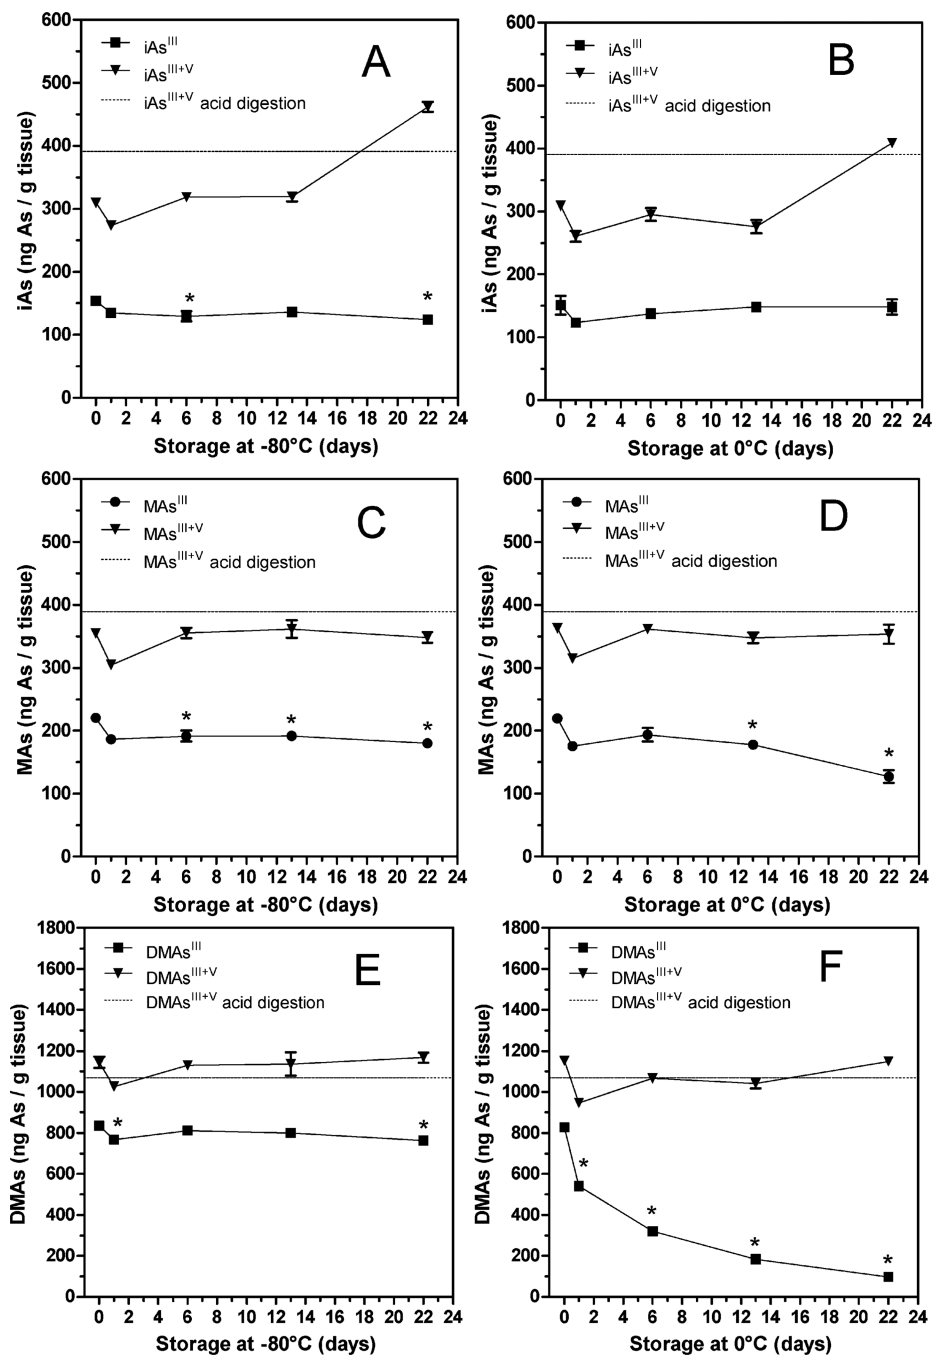 A
iAs^III
iAs^III+V
iAs^III+V acid digestion
iAs (ng As / g tissue)
600
500
400
300
200
100
0
* *
0 2 4 6 8 10 12 14 16 18 20 22 24
Storage at -80°C (days)
B
iAs^III
iAs^III+V
iAs^III+V acid digestion
iAs (ng As / g tissue)
600
500
400
300
200
100
0
0 2 4 6 8 10 12 14 16 18 20 22 24
Storage at 0°C (days)
C
MAs^III
MAs^III+V
MAs^III+V acid digestion
MAs (ng As / g tissue)
600
500
400
300
200
100
0
* * *
0 2 4 6 8 10 12 14 16 18 20 22 24
Storage at -80°C (days)
D
MAs^III
MAs^III+V
MAs^III+V acid digestion
MAs (ng As / g tissue)
600
500
400
300
200
100
0
* *
0 2 4 6 8 10 12 14 16 18 20 22 24
Storage at 0°C (days)
E
DMAs^III
DMAs^III+V
DMAs^III+V acid digestion
DMAs (ng As / g tissue)
1800
1600
1400
1200
1000
800
600
400
200
0
* *
0 2 4 6 8 10 12 14 16 18 20 22 24
Storage at -80°C (days)
F
DMAs^III
DMAs^III+V
DMAs^III+V acid digestion
DMAs (ng As / g tissue)
1800
1600
1400
1200
1000
800
600
400
200
0
* * * *
0 2 4 6 8 10 12 14 16 18 20 22 24
Storage at 0°C (days)